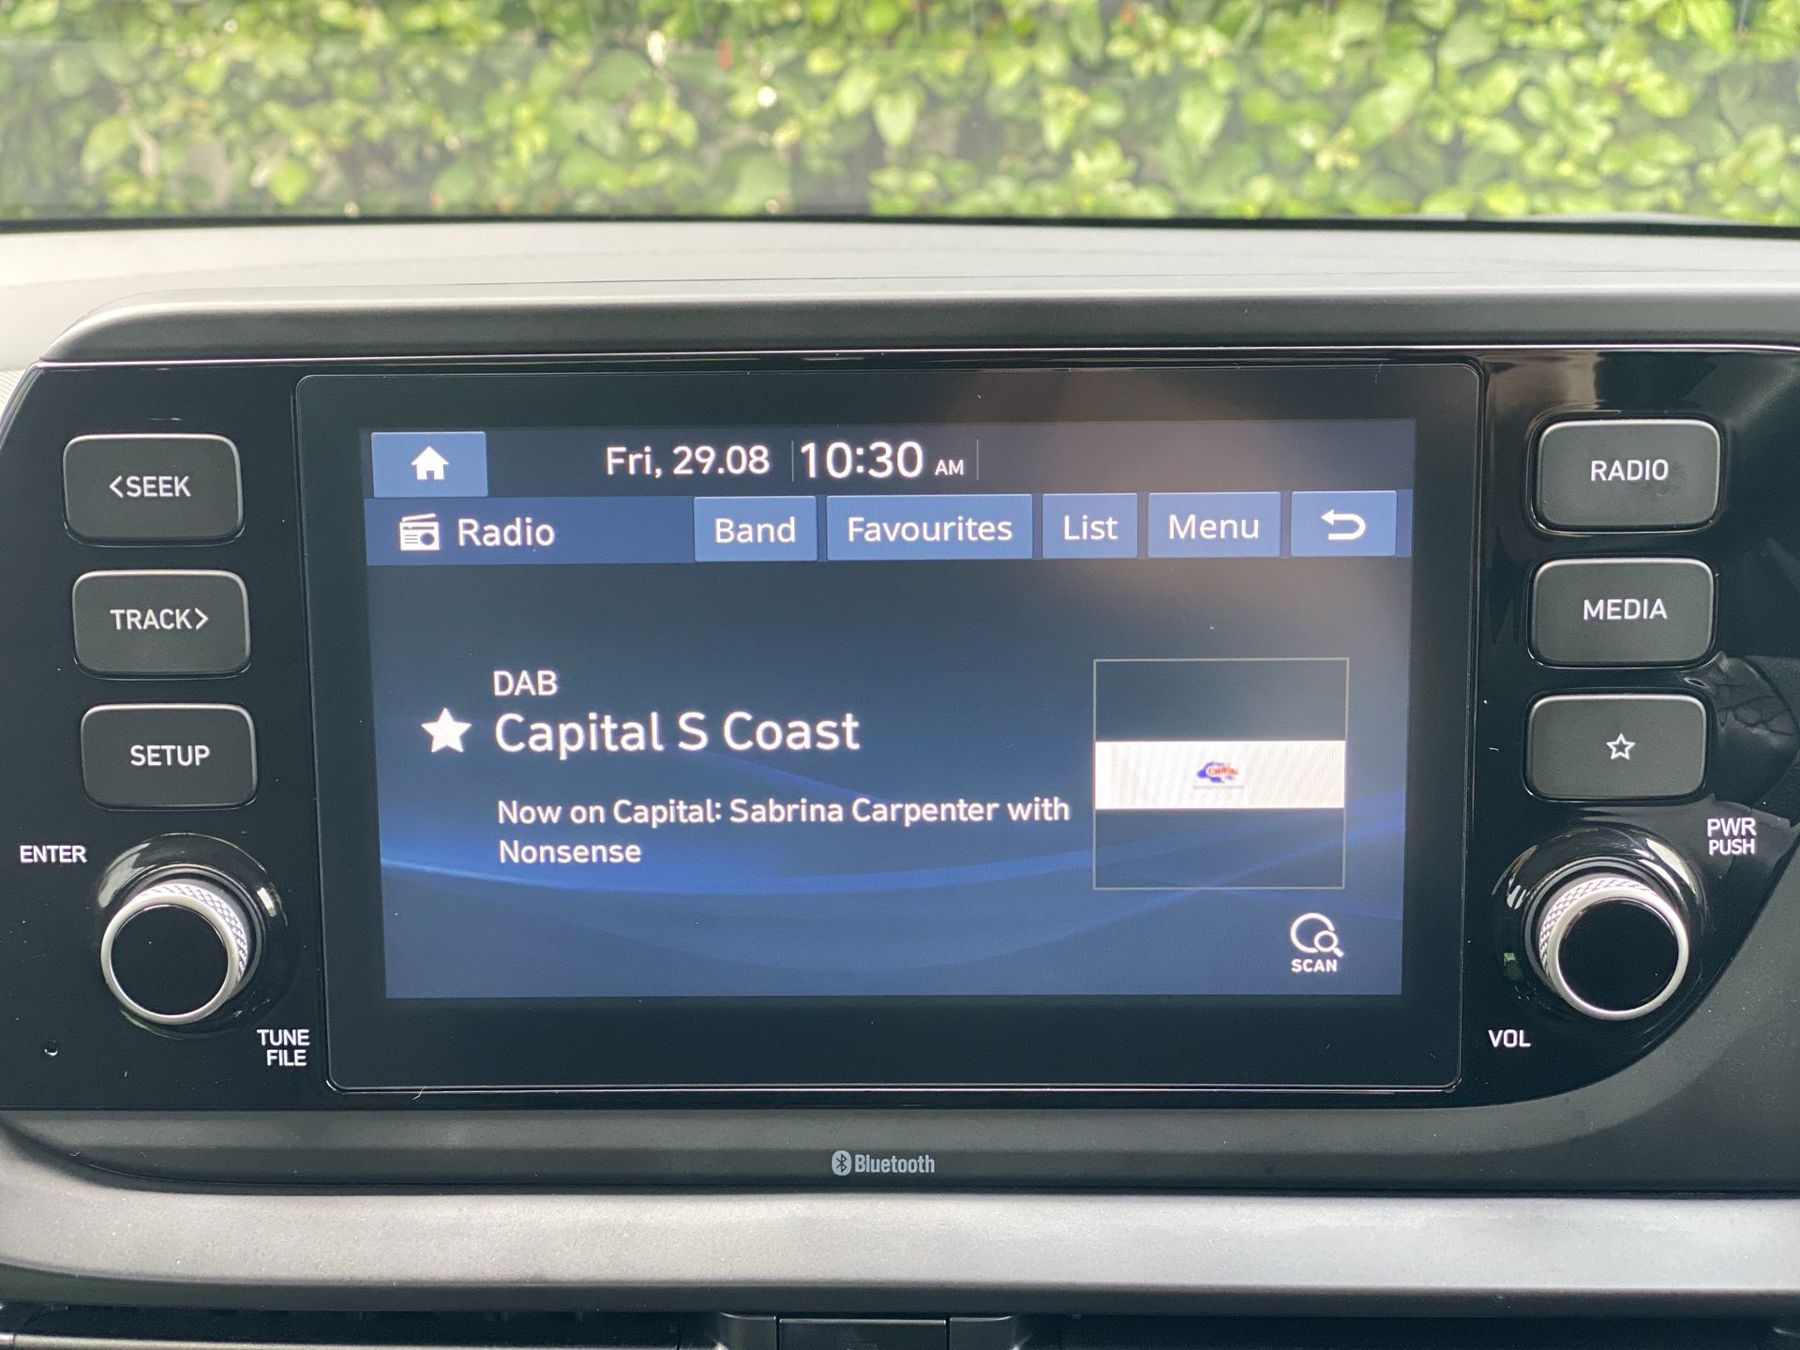 Fri, 29.08 10:30 AM
Radio Band Favourites List Menu
DAB
Capital S Coast
Now on Capital: Sabrina Carpenter with
Nonsense
SCAN
<SEEK
TRACK>
SETUP
ENTER
TUNE
FILE
RADIO
MEDIA
PWR
PUSH
VOL
Bluetooth